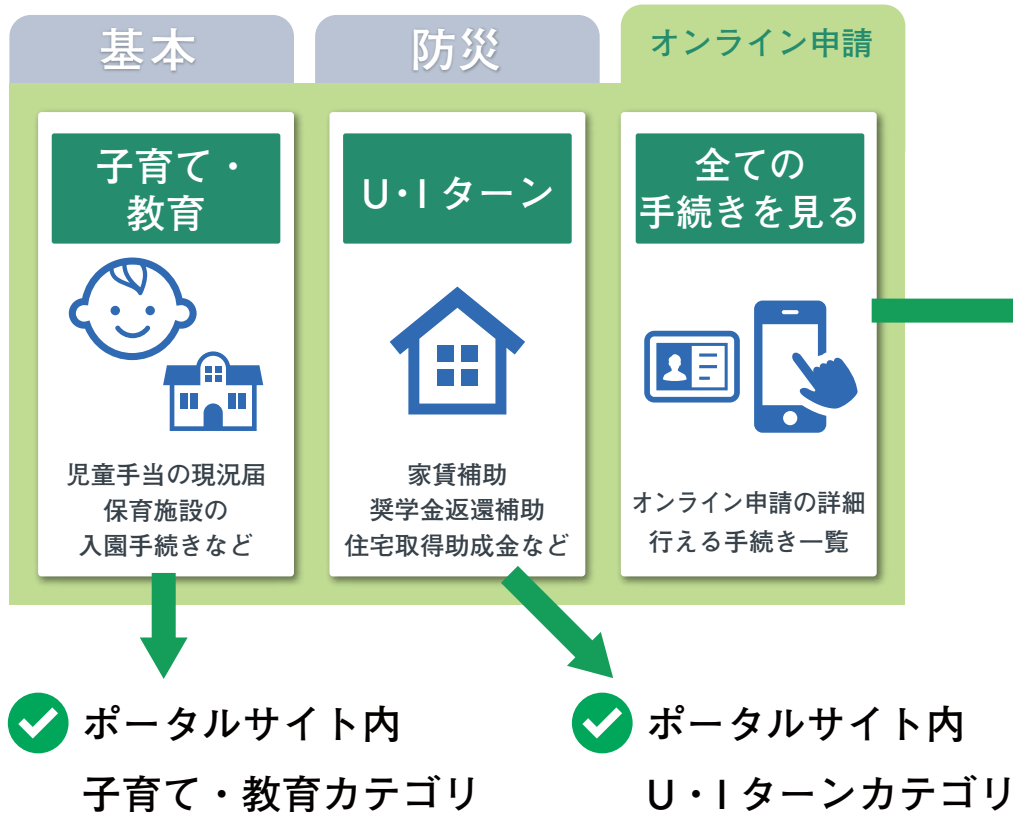 基本
防災
オンライン申請
子育て・
教育
児童手当の現況届
保育施設の
入園手続きなど
U・Iターン
家賃補助
奨学金返還補助
住宅取得助成金など
全ての
手続きを見る
オンライン申請の詳細
行える手続き一覧
ポータルサイト内
子育て・教育カテゴリ
ポータルサイト内
U・Iターンカテゴリ